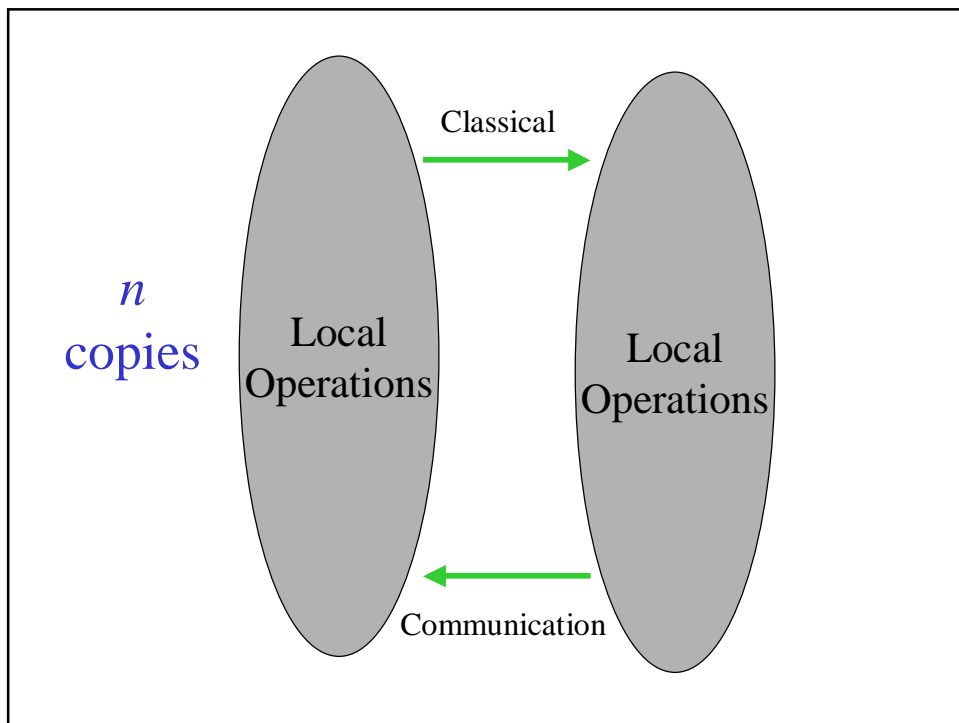 Classical
n
copies
Local
Operations
Local
Operations
Communication